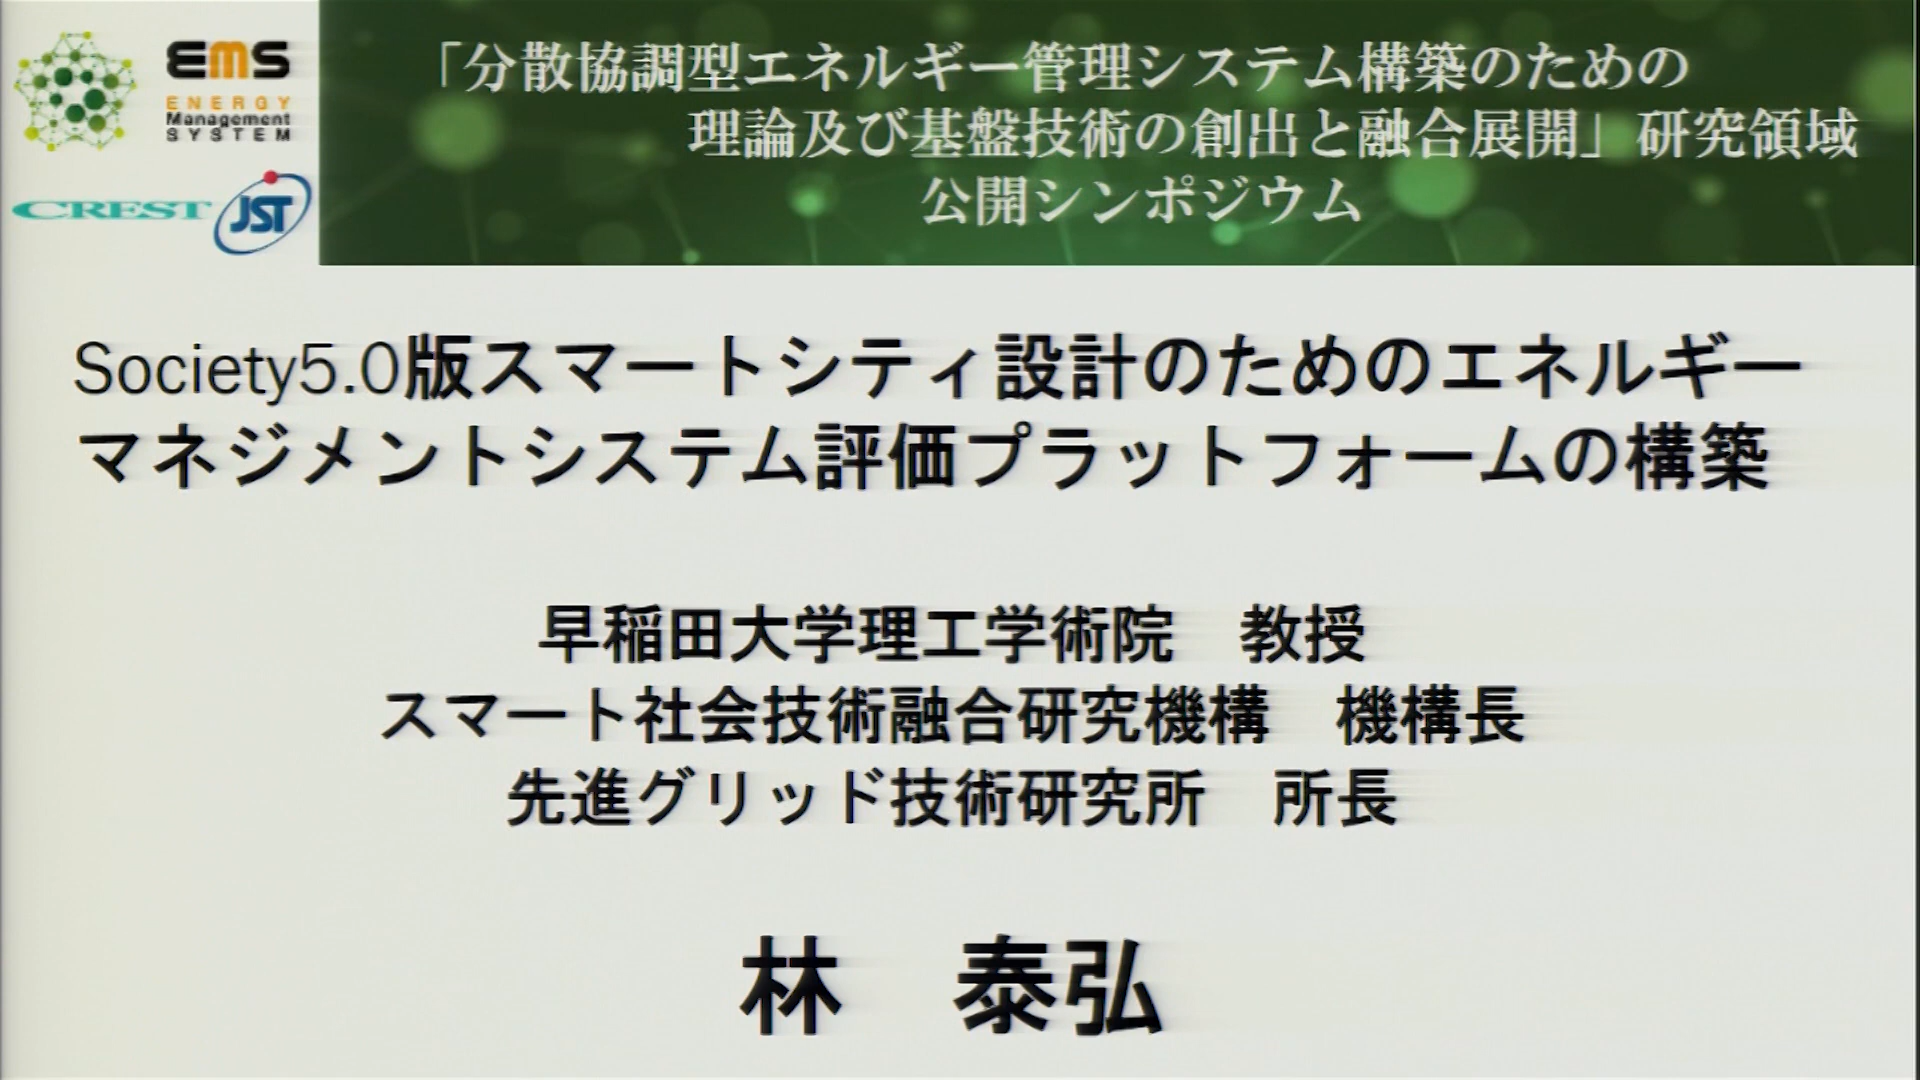 EMS
ENERGY
Management
SYSTEM
CREST
JST
「分散協調型エネルギー管理システム構築のための
理論及び基盤技術の創出と融合展開」研究領域
公開シンポジウム
Society5.0版スマートシティ設計のためのエネルギー
マネジメントシステム評価プラットフォームの構築
早稲田大学理工学術院　教授
スマート社会技術融合研究機構　機構長
先進グリッド技術研究所　所長
林　泰弘